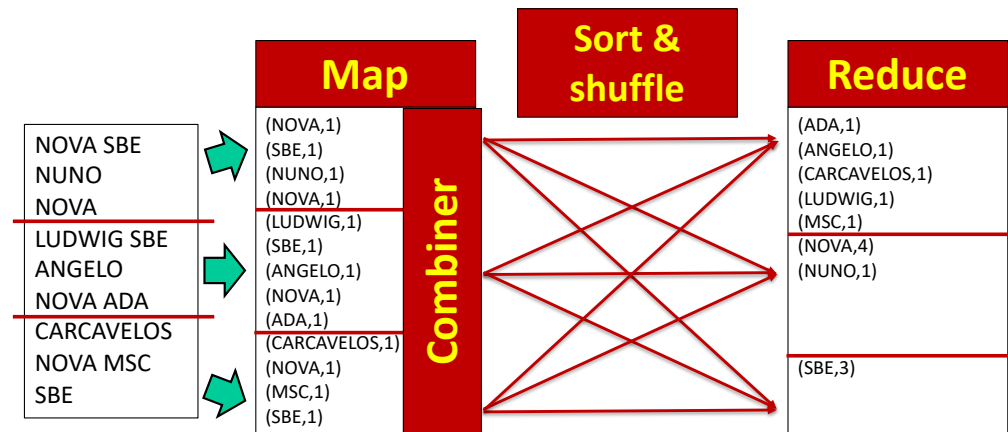 Map
Sort &
shuffle
Reduce
NOVA SBE
NUNO
NOVA
LUDWIG SBE
ANGELO
NOVA ADA
CARCAVELOS
NOVA MSC
SBE
(NOVA,1)
(SBE,1)
(NUNO,1)
(NOVA,1)
(LUDWIG,1)
(SBE,1)
(ANGELO,1)
(NOVA,1)
(ADA,1)
(CARCAVELOS,1)
(NOVA,1)
(MSC,1)
(SBE,1)
Combiner
(ADA,1)
(ANGELO,1)
(CARCAVELOS,1)
(LUDWIG,1)
(MSC,1)
(NOVA,4)
(NUNO,1)
(SBE,3)